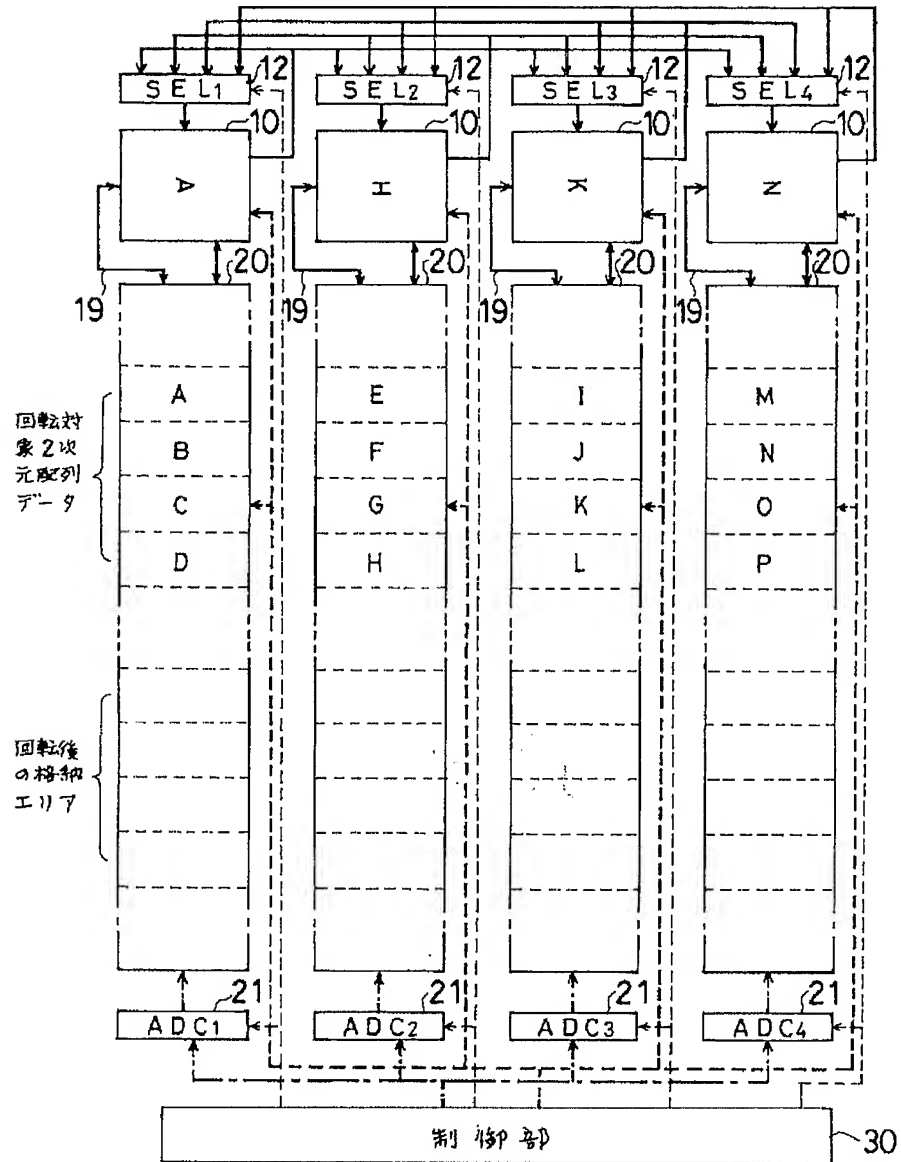 12 12 12 12
SEL1 SEL2 SEL3 SEL4
10 10 10 10
A H K N
20 20 20 20
19 19 19 19
A E I M
B F J N
C G K O
D H L P
回転対
象2次
元配列
データ
回転後
の格納
エリア
21 21 21 21
ADC1 ADC2 ADC3 ADC4
制御部
30